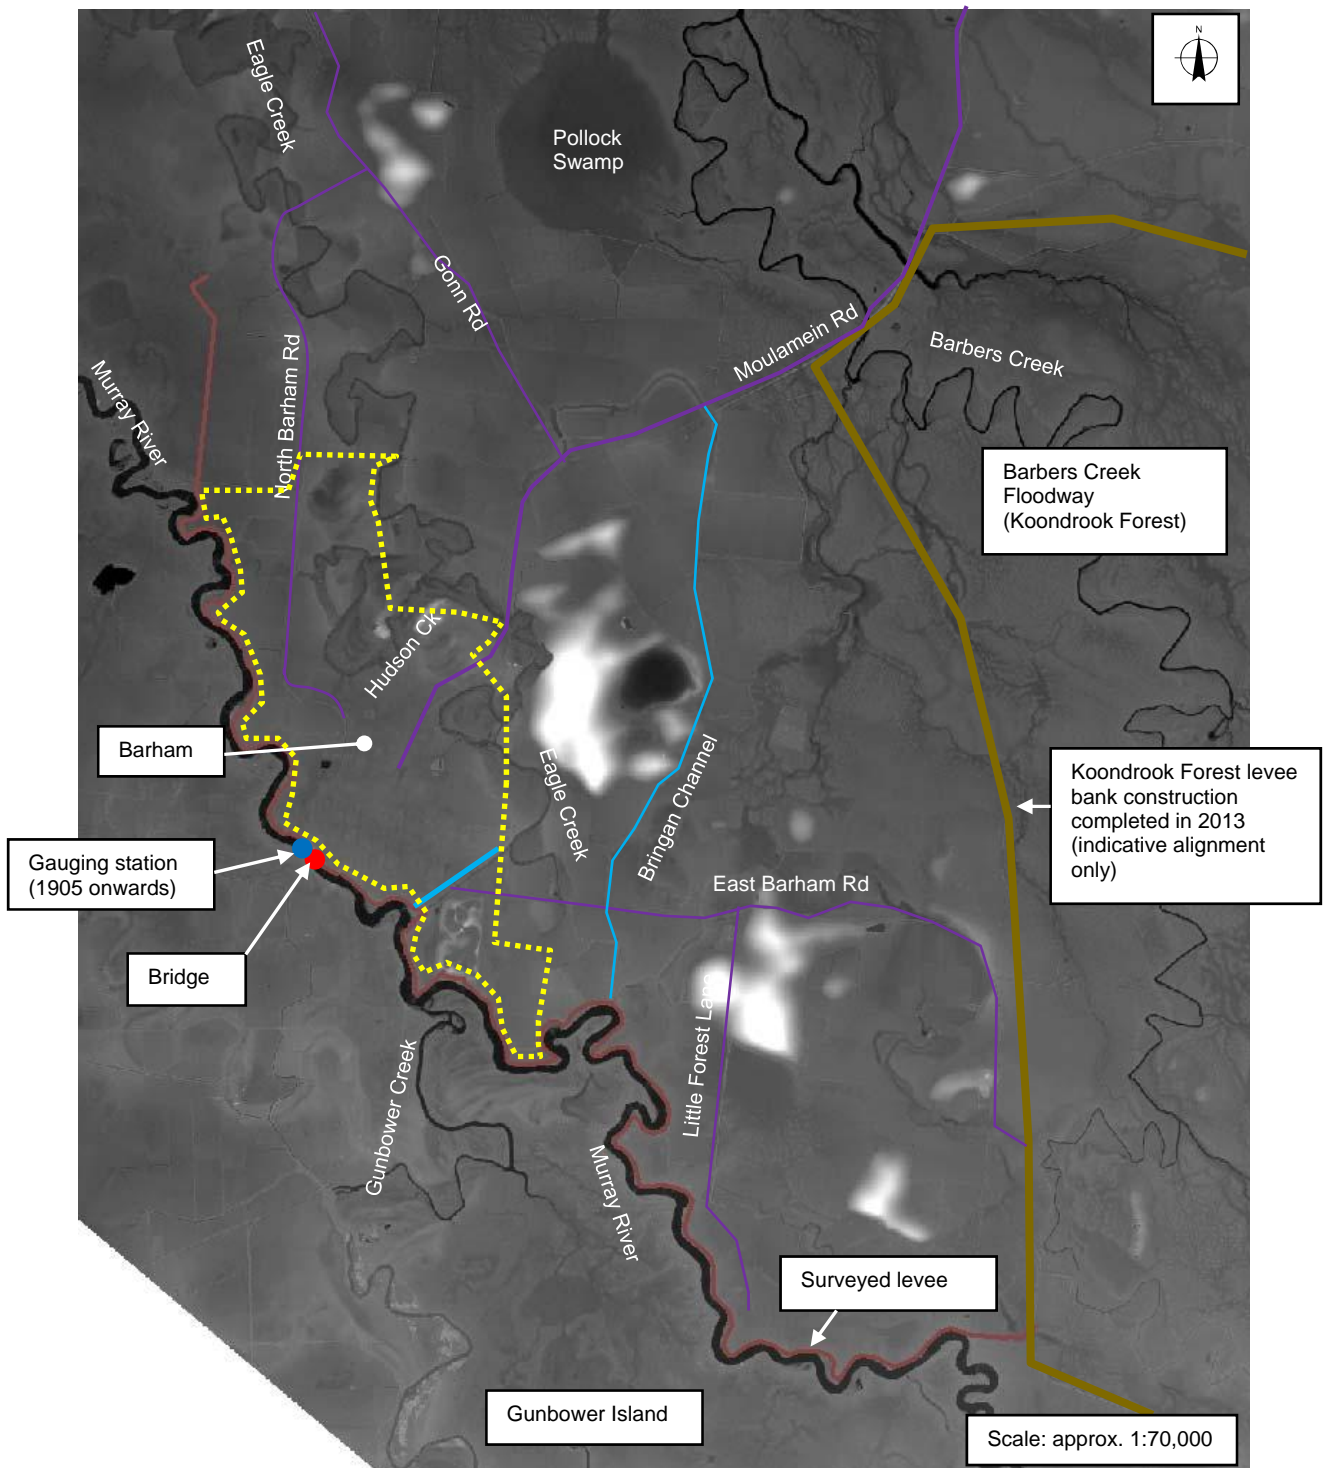 N
Eagle Creek
Pollock
Swamp
Gonn Rd
Moulamein Rd
Barbers Creek
North Barham Rd
Murray River
Barbers Creek
Floodway
(Koondrook Forest)
Hudson Ck
Barham
Eagle Creek
Bringan Channel
Koondrook Forest levee
bank construction
completed in 2013
(indicative alignment
only)
Gauging station
(1905 onwards)
East Barham Rd
Bridge
Little Forest Lane
Gunbower Creek
Murray River
Surveyed levee
Gunbower Island
Scale: approx. 1:70,000